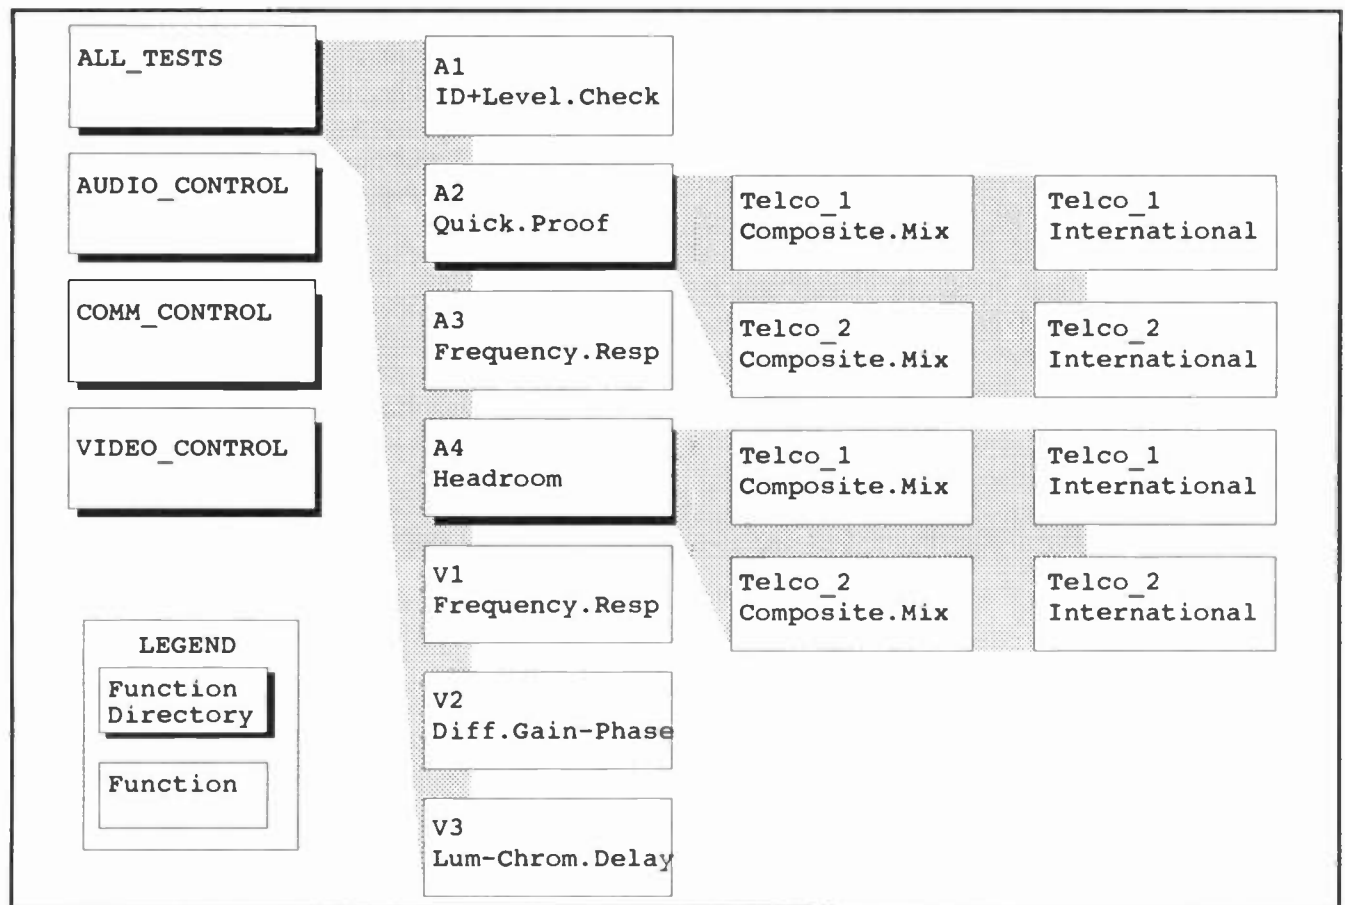 ALL_TESTS
AUDIO_CONTROL
COMM_CONTROL
VIDEO_CONTROL
LEGEND
Function
Directory
Function
A1
ID+Level.Check
A2
Quick.Proof
A3
Frequency.Resp
A4
Headroom
V1
Frequency.Resp
V2
Diff.Gain-Phase
V3
Lum-Chrom.Delay
Telco_1
Composite.Mix
Telco_1
International
Telco_2
Composite.Mix
Telco_2
International
Telco_1
Composite.Mix
Telco_1
International
Telco_2
Composite.Mix
Telco_2
International